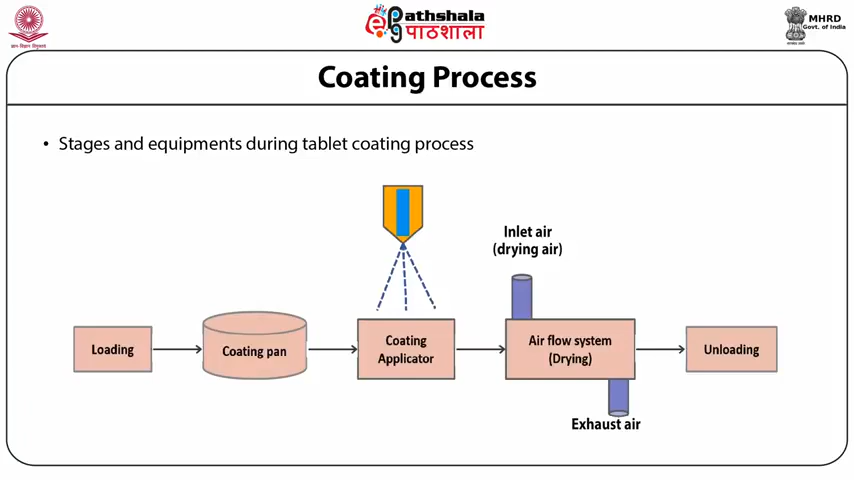 ePathshala
पाठशाला
MHRD
Govt. of India
Coating Process
• Stages and equipments during tablet coating process
Inlet air
(drying air)
Loading
Coating pan
Coating
Applicator
Air flow system
(Drying)
Unloading
Exhaust air